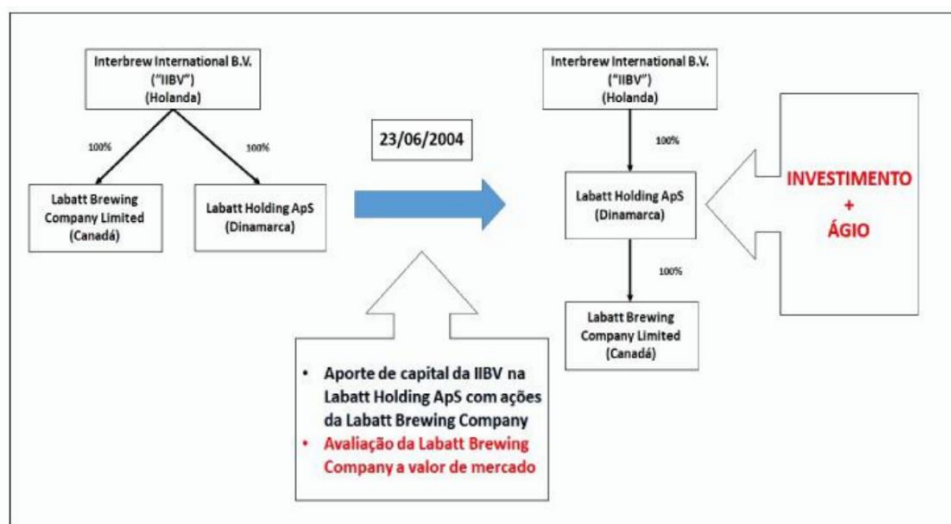 Interbrew International B.V.
("IIBV")
(Holanda)
100%
100%
Labatt Brewing
Company Limited
(Canadá)
Labatt Holding ApS
(Dinamarca)
23/06/2004
• Aporte de capital da IIBV na
Labatt Holding ApS com ações
da Labatt Brewing Company
• Avaliação da Labatt Brewing
Company a valor de mercado
Interbrew International B.V.
("IIBV")
(Holanda)
100%
Labatt Holding ApS
(Dinamarca)
100%
Labatt Brewing
Company Limited
(Canadá)
INVESTIMENTO
+
ÁGIO